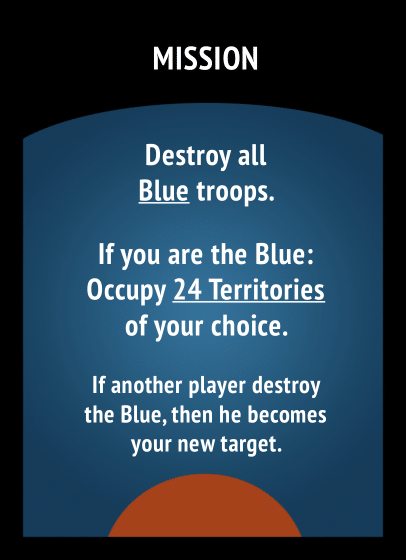 MISSION
Destroy all
Blue troops.
If you are the Blue:
Occupy 24 Territories
of your choice.
If another player destroy
the Blue, then he becomes
your new target.